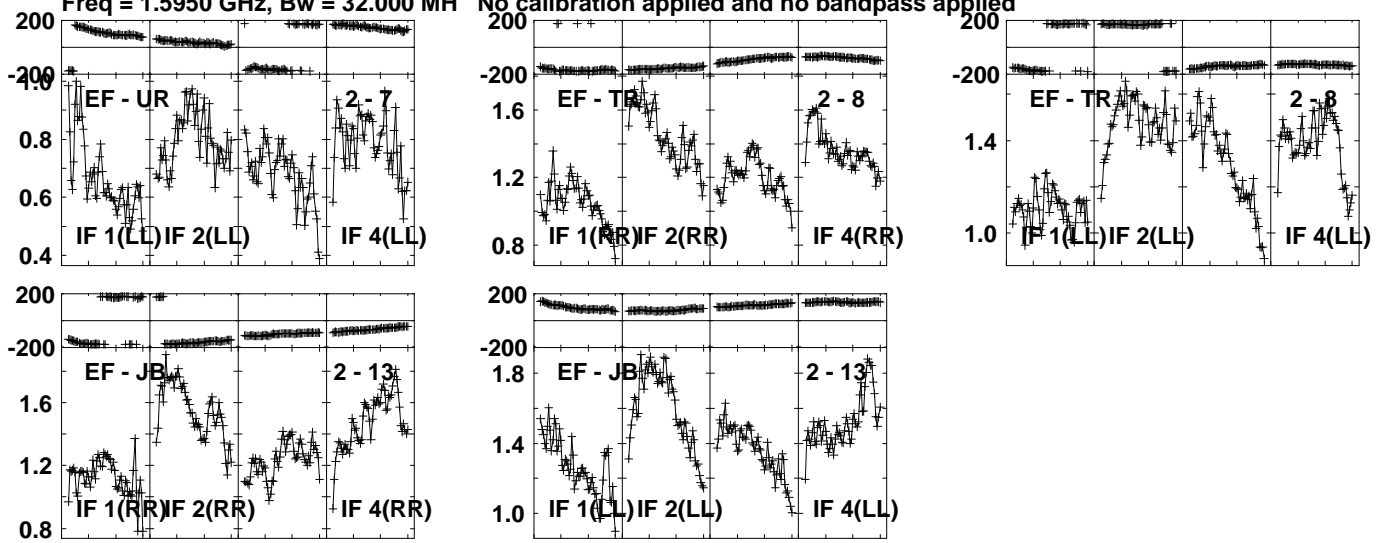 Freq = 1.5950 GHz, Bw = 32.000 MH No calibration applied and no bandpass applied
200
-200
1.0
0.8
0.6
0.4
EF - UR
2 - 7
IF 1(LL)
IF 2(LL)
IF 4(LL)
200
-200
1.6
1.2
0.8
EF - TR
2 - 8
IF 1(RR)
IF 2(RR)
IF 4(RR)
200
-200
1.4
1.0
EF - TR
2 - 8
IF 1(LL)
IF 2(LL)
IF 4(LL)
200
-200
1.6
1.2
0.8
EF - JB
2 - 13
IF 1(RR)
IF 2(RR)
IF 4(RR)
200
-200
1.8
1.4
1.0
EF - JB
2 - 13
IF 1(LL)
IF 2(LL)
IF 4(LL)